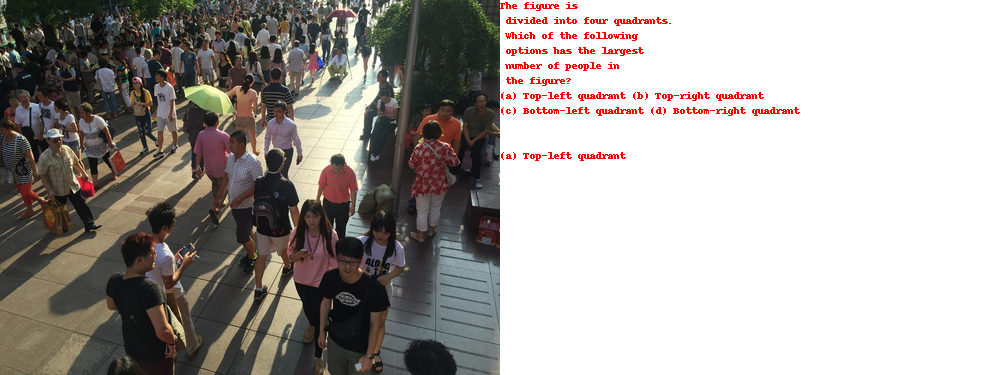 The figure is
divided into four quadrants.
Which of the following
options has the largest
number of people in
the figure?
(a) Top-left quadrant (b) Top-right quadrant
(c) Bottom-left quadrant (d) Bottom-right quadrant
(a) Top-left quadrant